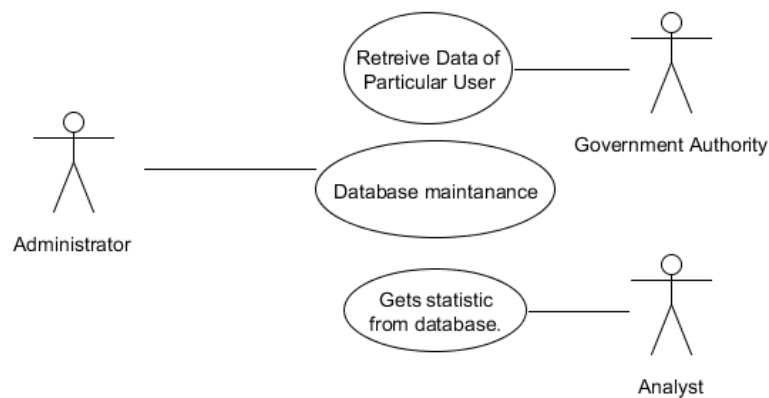 Retreive Data of
Particular User
Government Authority
Database maintanance
Administrator
Gets statistic
from database.
Analyst